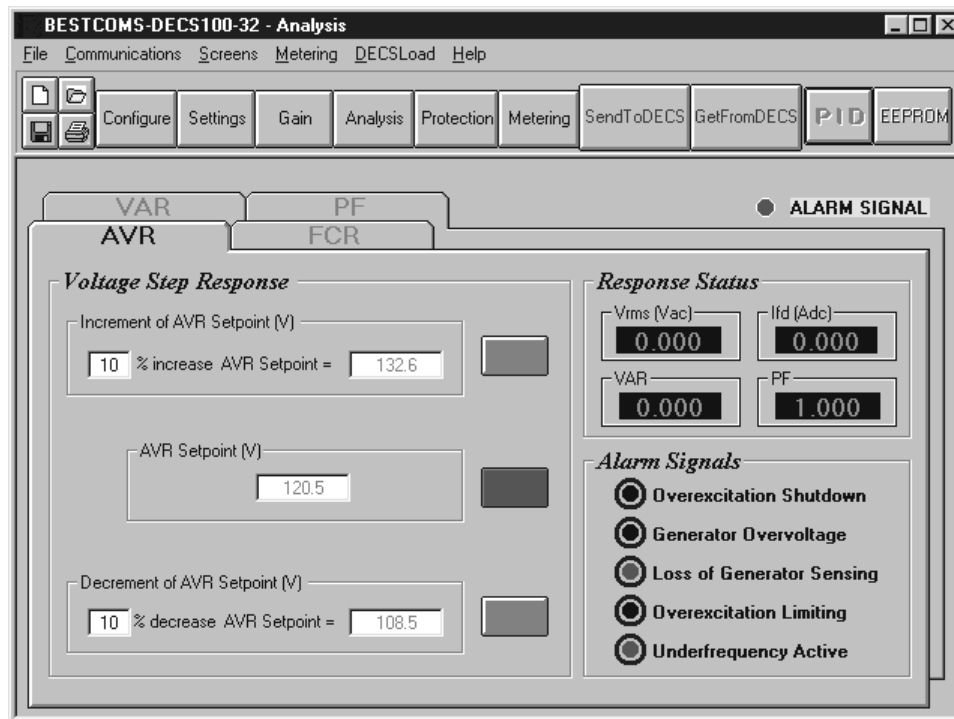 BESTCOMS-DECS100-32 - Analysis
File Communications Screens Metering DECSLoad Help
Configure Settings Gain Analysis Protection Metering SendToDECS GetFromDECS PID EEPROM
VAR PF
ALARM SIGNAL
AVR FCR
Voltage Step Response
Increment of AVR Setpoint (V)
10 % increase AVR Setpoint = 132.6
AVR Setpoint (V)
120.5
Decrement of AVR Setpoint (V)
10 % decrease AVR Setpoint = 108.5
Response Status
Vrms (Vac) Ifd (Adc)
0.000 0.000
VAR PF
0.000 1.000
Alarm Signals
Overexcitation Shutdown
Generator Overvoltage
Loss of Generator Sensing
Overexcitation Limiting
Underfrequency Active